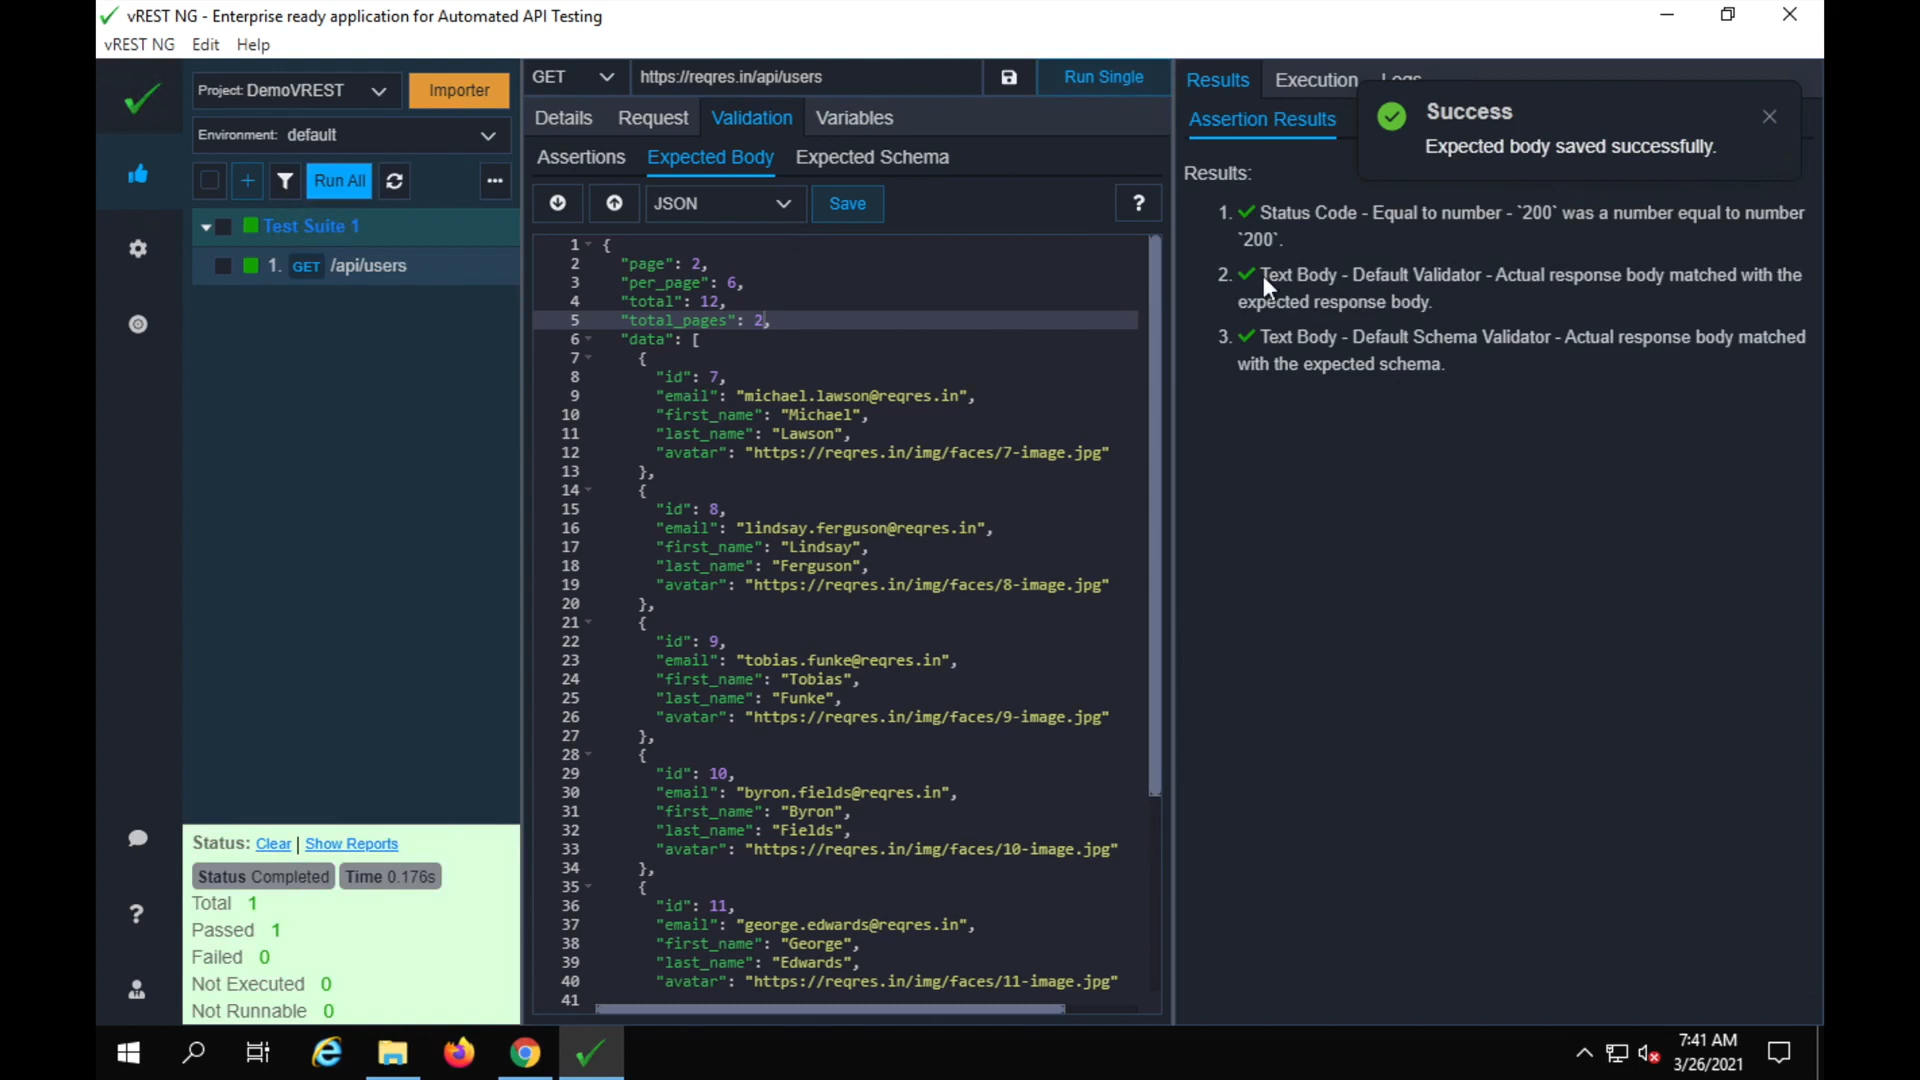 vREST NG - Enterprise ready application for Automated API Testing
vREST NG Edit Help
Project: DemoVREST Importer
Environment: default
Run All
Test Suite 1
1. GET /api/users
Status: Clear | Show Reports
Status Completed Time 0.176s
Total 1
Passed 1
Failed 0
Not Executed 0
Not Runnable 0
GET https://reqres.in/api/users Run Single
Details Request Validation Variables
Assertions Expected Body Expected Schema
JSON Save ?
1 {
2 "page": 2,
3 "per_page": 6,
4 "total": 12,
5 "total_pages": 2,
6 "data": [
7 {
8 "id": 7,
9 "email": "michael.lawson@reqres.in",
10 "first_name": "Michael",
11 "last_name": "Lawson",
12 "avatar": "https://reqres.in/img/faces/7-image.jpg"
13 },
14 {
15 "id": 8,
16 "email": "lindsay.ferguson@reqres.in",
17 "first_name": "Lindsay",
18 "last_name": "Ferguson",
19 "avatar": "https://reqres.in/img/faces/8-image.jpg"
20 },
21 {
22 "id": 9,
23 "email": "tobias.funke@reqres.in",
24 "first_name": "Tobias",
25 "last_name": "Funke",
26 "avatar": "https://reqres.in/img/faces/9-image.jpg"
27 },
28 {
29 "id": 10,
30 "email": "byron.fields@reqres.in",
31 "first_name": "Byron",
32 "last_name": "Fields",
33 "avatar": "https://reqres.in/img/faces/10-image.jpg"
34 },
35 {
36 "id": 11,
37 "email": "george.edwards@reqres.in",
38 "first_name": "George",
39 "last_name": "Edwards",
40 "avatar": "https://reqres.in/img/faces/11-image.jpg"
41
Results Execution Logs
Assertion Results
Success
Expected body saved successfully.
Results:
1. Status Code - Equal to number - `200` was a number equal to number
`200`.
2. Text Body - Default Validator - Actual response body matched with the
expected response body.
3. Text Body - Default Schema Validator - Actual response body matched
with the expected schema.
7:41 AM
3/26/2021